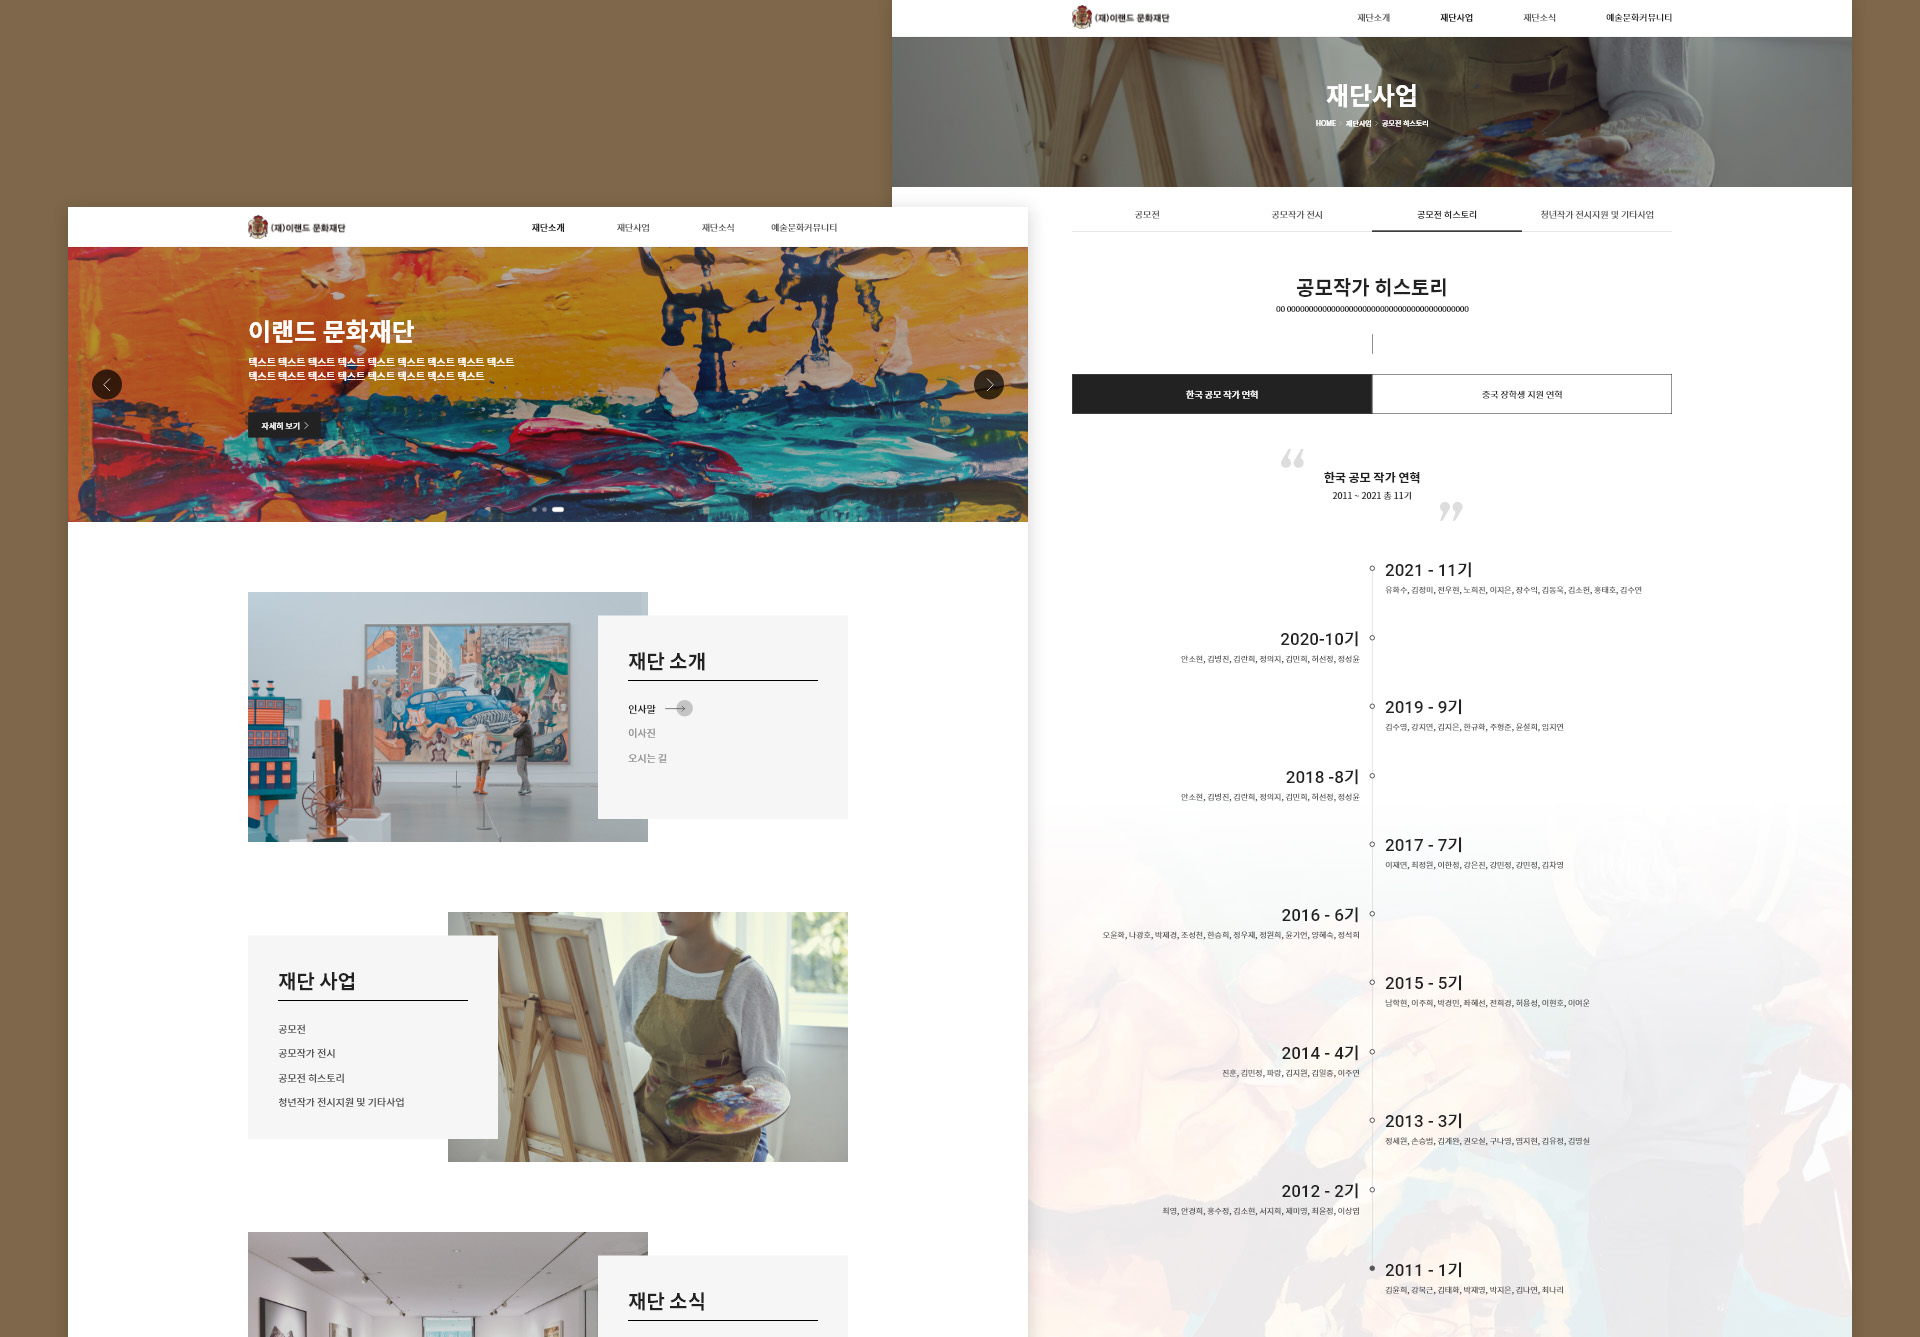 (재)이랜드 문화재단
재단소개 재단사업 재단소식 예술문화커뮤니티
이랜드 문화재단
텍스트 텍스트 텍스트 텍스트 텍스트 텍스트 텍스트 텍스트 텍스트
텍스트 텍스트 텍스트 텍스트 텍스트 텍스트 텍스트 텍스트
자세히 보기
재단 소개
인사말
이사진
오시는 길
재단 사업
공모전
공모작가 전시
공모전 히스토리
청년작가 전시지원 및 기타사업
재단 소식
(재)이랜드 문화재단
재단소개 재단사업 재단소식 예술문화커뮤니티
재단사업
HOME 재단사업 공모전 히스토리
공모전 공모작가 전시 공모전 히스토리 청년작가 전시지원 및 기타사업
공모작가 히스토리
한국 공모 작가 연혁 중국 장학생 지원 연혁
한국 공모 작가 연혁
2011 ~ 2021 총 11기
2021 - 11기
유화수, 김정미, 전우현, 노희진, 이지은, 장수익, 김동욱, 김소현, 홍태호, 김수연
2020-10기
안소현, 김병진, 김란희, 정의지, 김민희, 허선정, 정성윤
2019 - 9기
김수영, 강지연, 김지은, 한규화, 주형준, 윤설희, 임지연
2018 -8기
안소현, 김병진, 김란희, 정의지, 김민희, 허선정, 정성윤
2017 - 7기
이재연, 최정원, 이한정, 강은진, 강민정, 강민정, 김차영
2016 - 6기
오윤화, 나광호, 박재경, 조성천, 한승희, 정우재, 정원희, 윤기언, 양혜숙, 정석희
2015 - 5기
남학현, 이주희, 박경민, 좌혜선, 전희경, 허용성, 이현호, 이여운
2014 - 4기
진훈, 김민정, 파랑, 김지원, 김일중, 이주연
2013 - 3기
정세원, 손승범, 김계완, 권오실, 구나영, 염지현, 김유정, 김명실
2012 - 2기
최영, 안경희, 홍수정, 김소현, 서지희, 제미영, 최윤정, 이상엽
2011 - 1기
김윤희, 강복근, 김태화, 박재영, 박지은, 김나연, 최나리